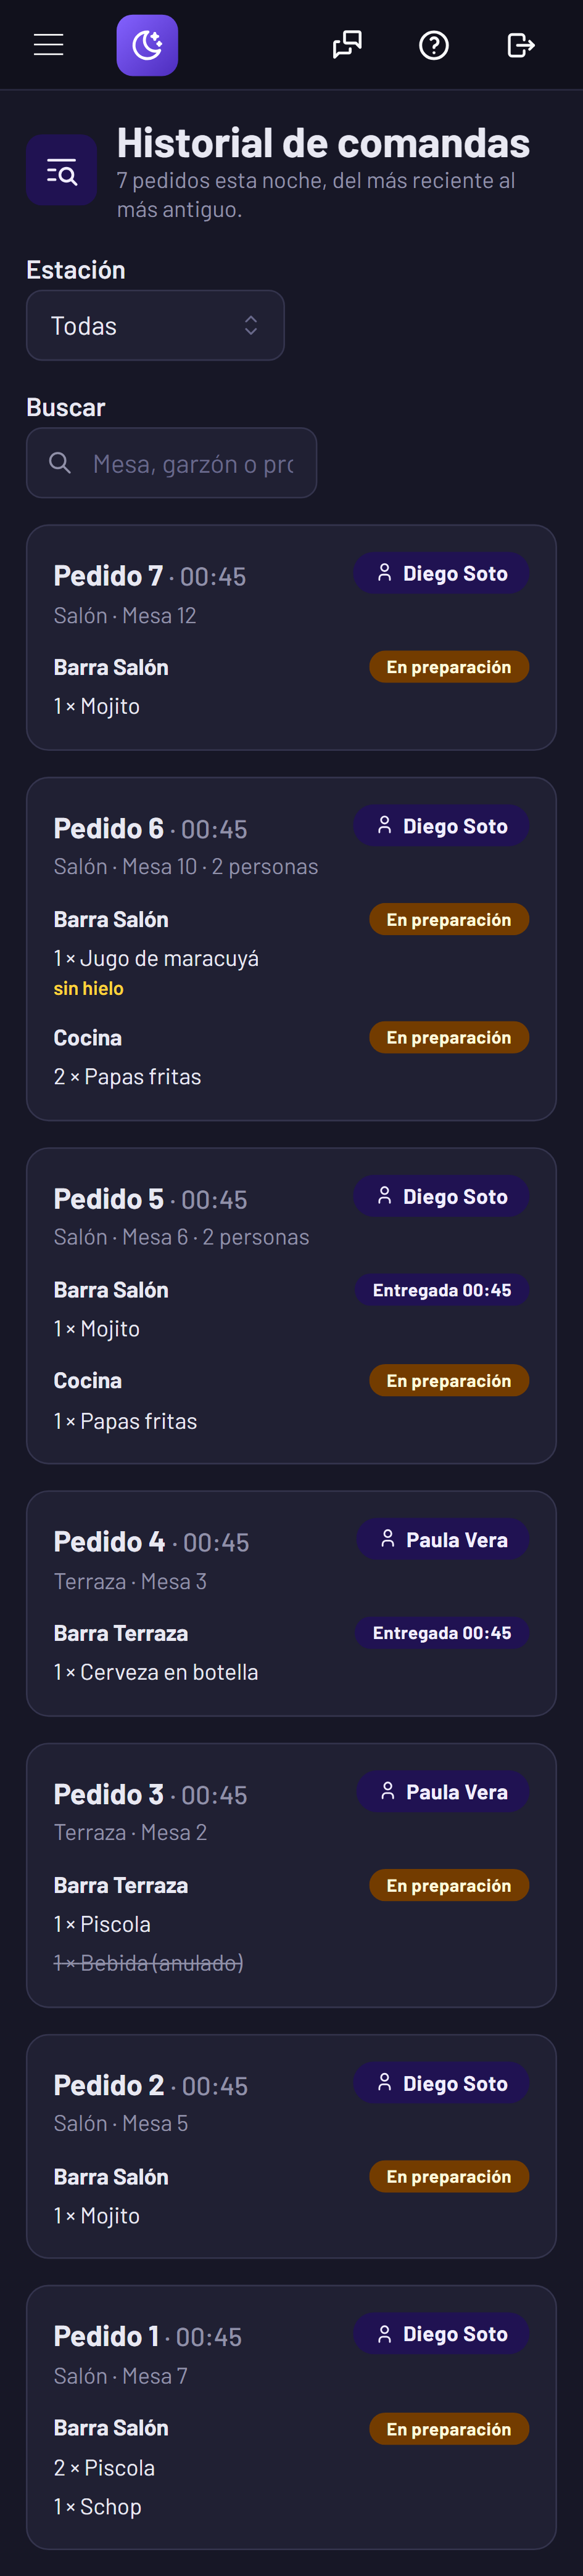 Historial de comandas
7 pedidos esta noche, del más reciente al
más antiguo.
Estación
Todas
Buscar
Mesa, garzón o pro
Pedido 7 · 00:45
Diego Soto
Salón · Mesa 12
Barra Salón
En preparación
1 × Mojito
Pedido 6 · 00:45
Diego Soto
Salón · Mesa 10 · 2 personas
Barra Salón
En preparación
1 × Jugo de maracuyá
sin hielo
Cocina
En preparación
2 × Papas fritas
Pedido 5 · 00:45
Diego Soto
Salón · Mesa 6 · 2 personas
Barra Salón
Entregada 00:45
1 × Mojito
Cocina
En preparación
1 × Papas fritas
Pedido 4 · 00:45
Paula Vera
Terraza · Mesa 3
Barra Terraza
Entregada 00:45
1 × Cerveza en botella
Pedido 3 · 00:45
Paula Vera
Terraza · Mesa 2
Barra Terraza
En preparación
1 × Piscola
1 × Bebida (anulado)
Pedido 2 · 00:45
Diego Soto
Salón · Mesa 5
Barra Salón
En preparación
1 × Mojito
Pedido 1 · 00:45
Diego Soto
Salón · Mesa 7
Barra Salón
En preparación
2 × Piscola
1 × Schop